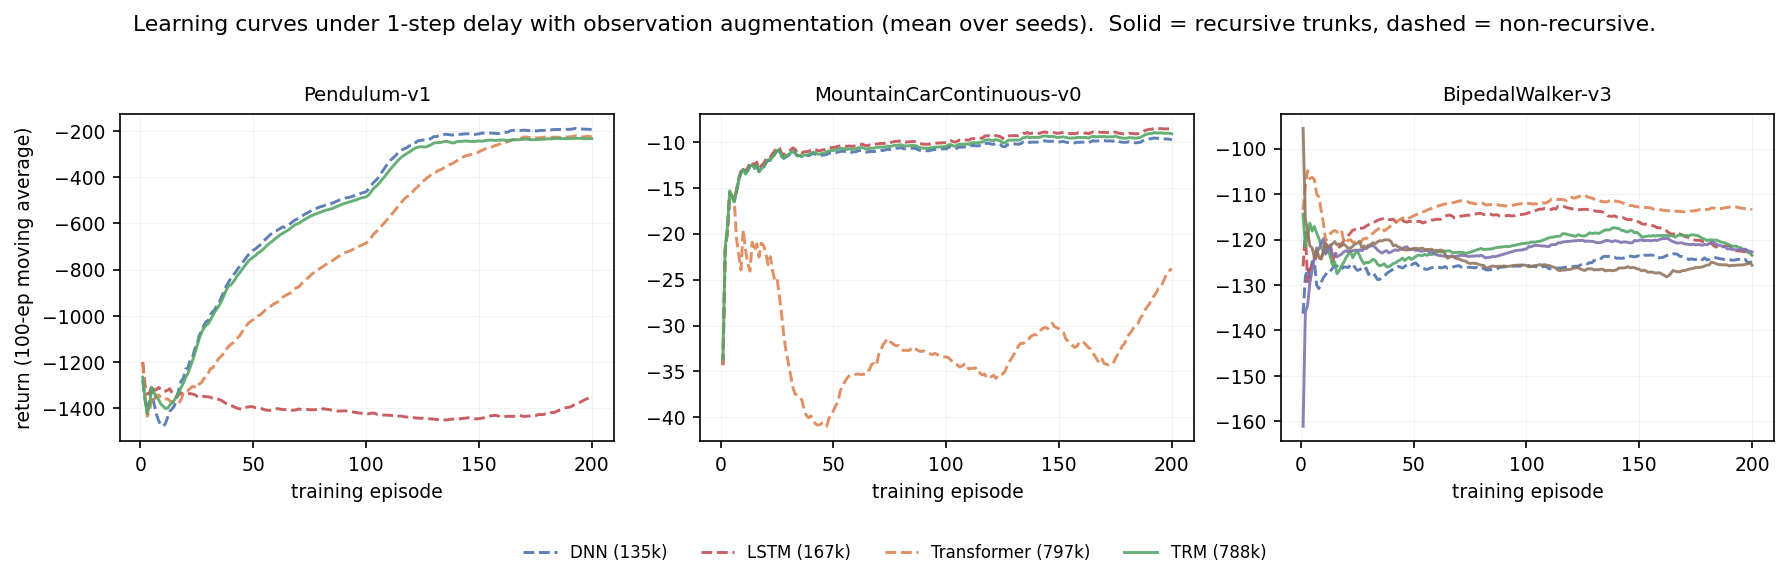 Learning curves under 1-step delay with observation augmentation (mean over seeds).  Solid = recursive trunks, dashed = non-recursive.
Pendulum-v1
return (100-ep moving average)
−200
−400
−600
−800
−1000
−1200
−1400
0 50 100 150 200
training episode
MountainCarContinuous-v0
−10
−15
−20
−25
−30
−35
−40
0 50 100 150 200
training episode
BipedalWalker-v3
−100
−110
−120
−130
−140
−150
−160
0 50 100 150 200
training episode
DNN (135k) LSTM (167k) Transformer (797k) TRM (788k)